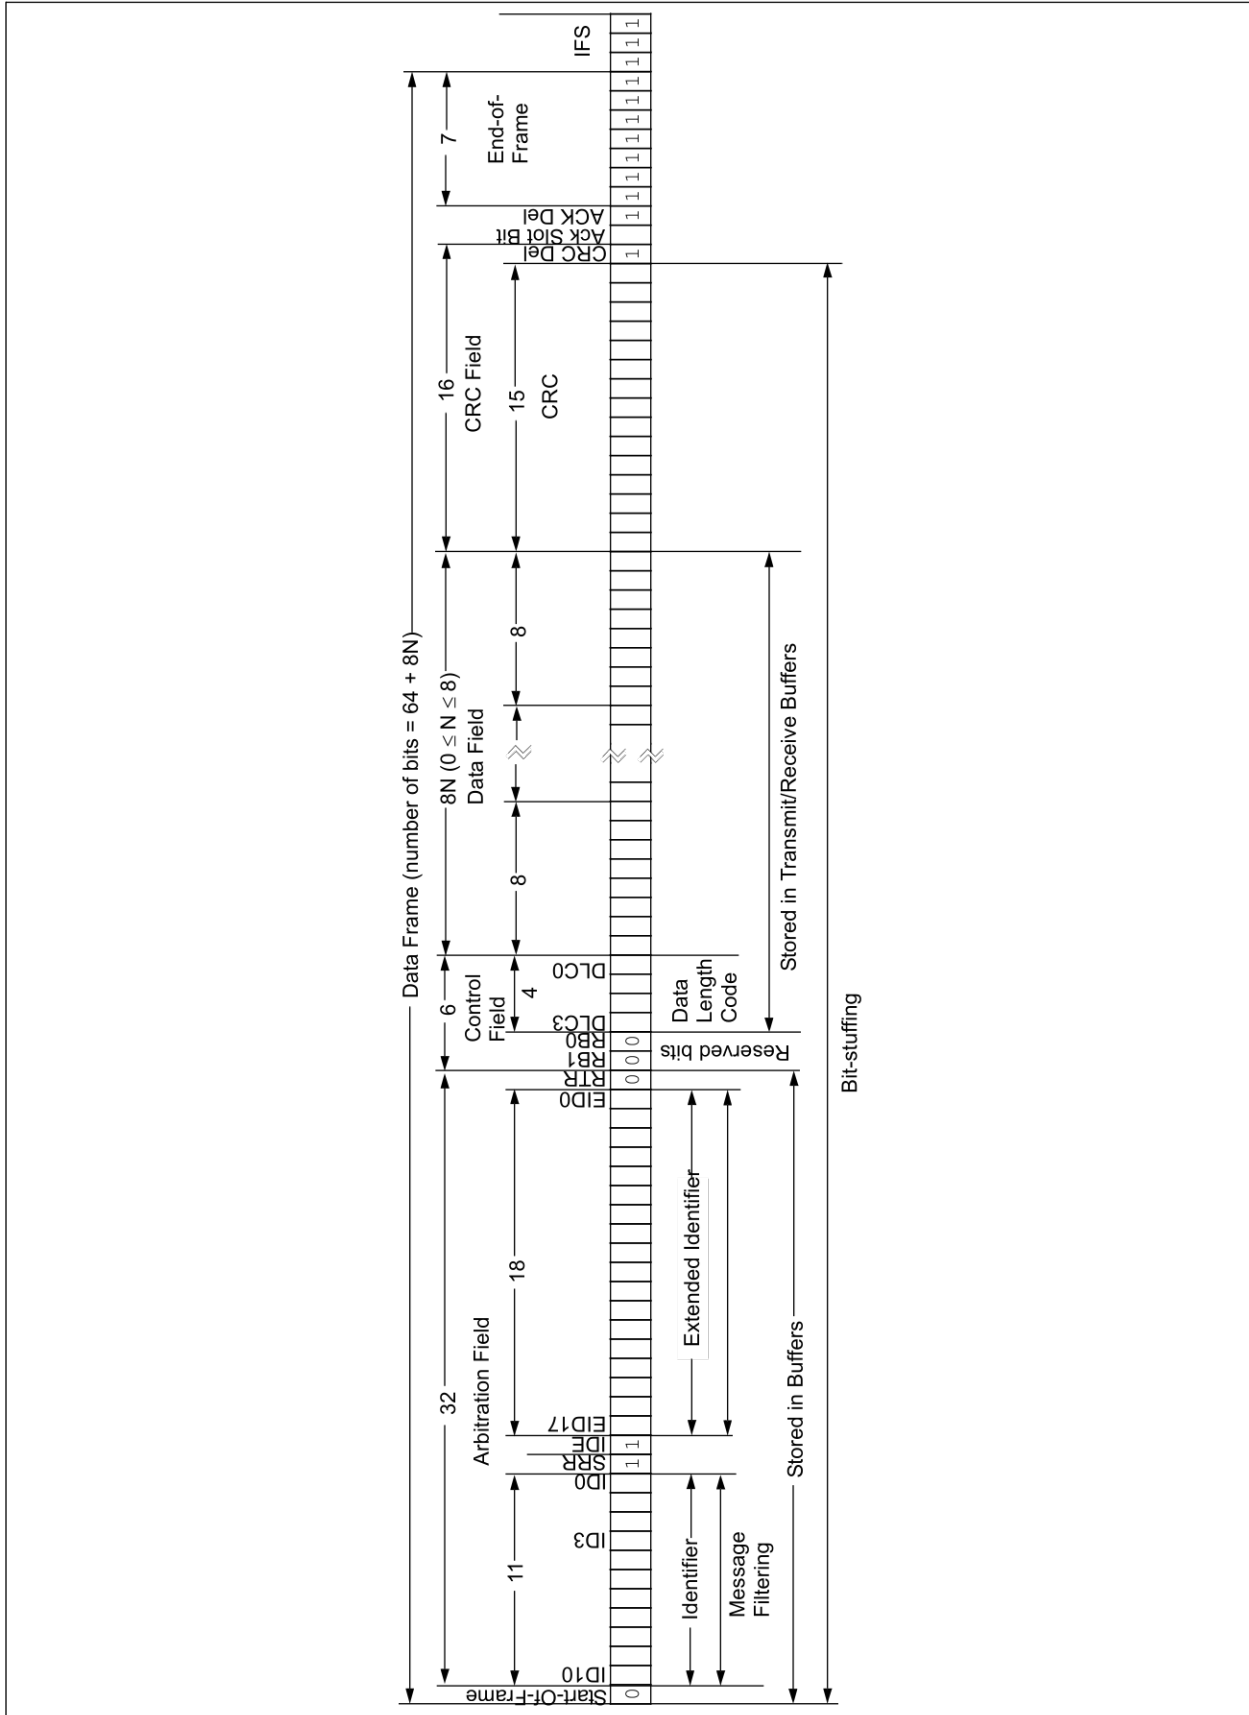 Data Frame (number of bits = 64 + 8N)
32
Arbitration Field
6
Control
Field
8N (0 ≤ N ≤ 8)
Data Field
16
CRC Field
7
End-of-
Frame
IFS
11
18
4
8
8
15
CRC
Start-Of-Frame
ID10
ID3
ID0
SRR
IDE
EID17
EID0
RTR
RB1
RB0
DLC3
DLC0
CRC Del
Ack Slot Bit
ACK Del
0
1 1
0 0 0
1
1 1 1 1 1 1 1 1 1 1 1
Identifier
Message
Filtering
Extended Identifier
Reserved bits
Data
Length
Code
Stored in Buffers
Stored in Transmit/Receive Buffers
Bit-stuffing